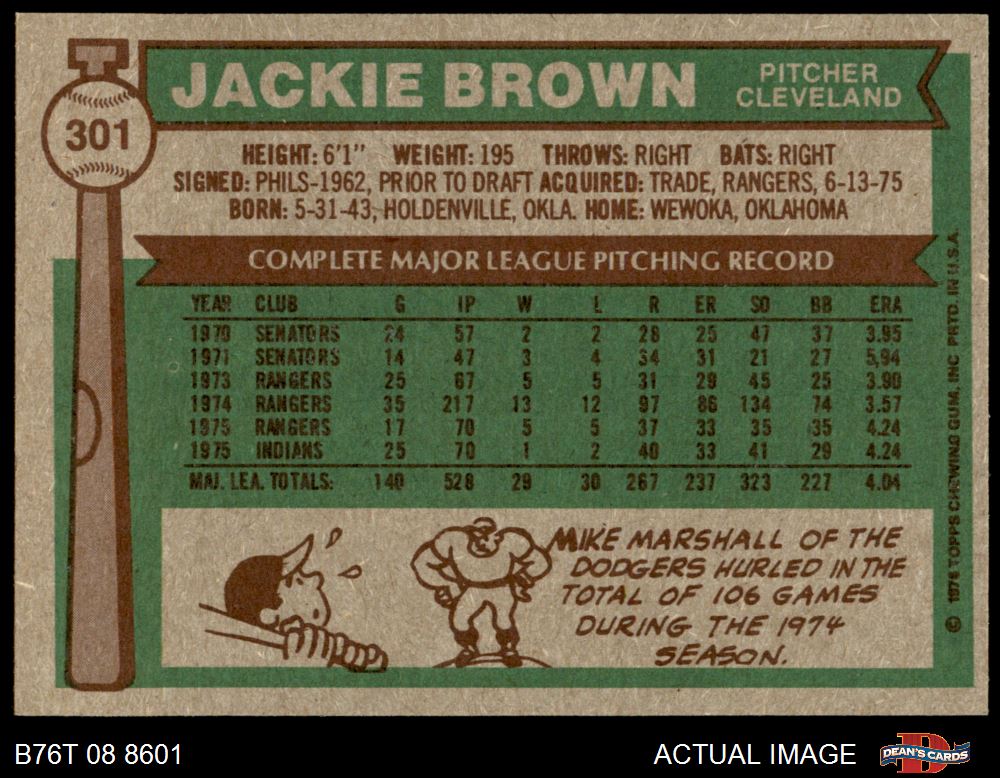 301
JACKIE BROWN
PITCHER
CLEVELAND
HEIGHT: 6'1" WEIGHT: 195 THROWS: RIGHT BATS: RIGHT
SIGNED: PHILS-1962, PRIOR TO DRAFT ACQUIRED: TRADE, RANGERS, 6-13-75
BORN: 5-31-43, HOLDENVILLE, OKLA. HOME: WEWOKA, OKLAHOMA
COMPLETE MAJOR LEAGUE PITCHING RECORD
YEAR CLUB G IP W L R ER SO BB ERA
1970 SENATORS 24 57 2 2 28 25 47 37 3.95
1971 SENATORS 14 47 3 4 34 31 21 27 5.94
1973 RANGERS 25 67 5 5 31 29 45 25 3.90
1974 RANGERS 35 217 13 12 97 86 134 74 3.57
1975 RANGERS 17 70 5 5 37 33 35 35 4.24
1975 INDIANS 25 70 1 2 40 33 41 29 4.24
MAJ. LEA. TOTALS: 140 528 29 30 267 237 323 227 4.04
MIKE MARSHALL OF THE
DODGERS HURLED IN THE
TOTAL OF 106 GAMES
DURING THE 1974
SEASON.
© 1976 TOPPS CHEWING GUM, INC PRTD. IN U.S.A.
B76T 08 8601
ACTUAL IMAGE
D
DEAN'S CARDS